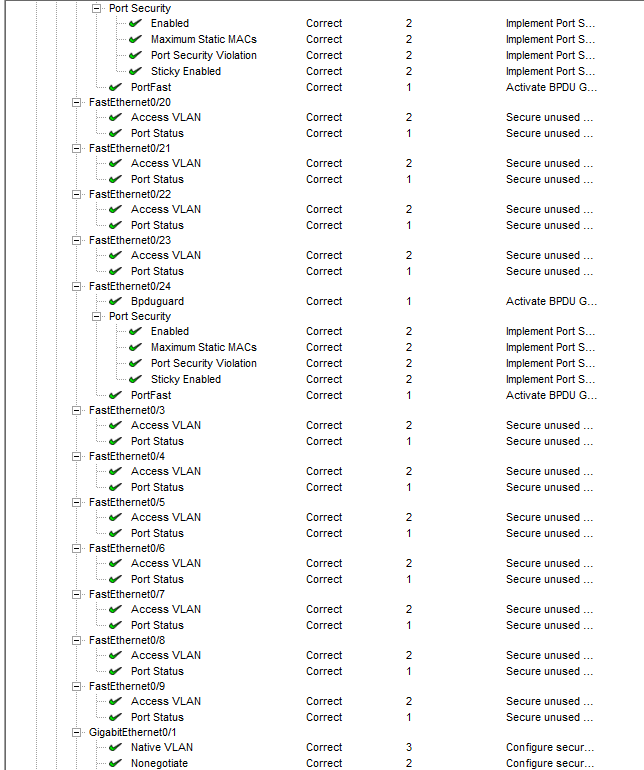 Port Security
Enabled Correct 2 Implement Port S...
Maximum Static MACs Correct 2 Implement Port S...
Port Security Violation Correct 2 Implement Port S...
Sticky Enabled Correct 2 Implement Port S...
PortFast Correct 1 Activate BPDU G...
FastEthernet0/20
Access VLAN Correct 2 Secure unused ...
Port Status Correct 1 Secure unused ...
FastEthernet0/21
Access VLAN Correct 2 Secure unused ...
Port Status Correct 1 Secure unused ...
FastEthernet0/22
Access VLAN Correct 2 Secure unused ...
Port Status Correct 1 Secure unused ...
FastEthernet0/23
Access VLAN Correct 2 Secure unused ...
Port Status Correct 1 Secure unused ...
FastEthernet0/24
Bpduguard Correct 1 Activate BPDU G...
Port Security
Enabled Correct 2 Implement Port S...
Maximum Static MACs Correct 2 Implement Port S...
Port Security Violation Correct 2 Implement Port S...
Sticky Enabled Correct 2 Implement Port S...
PortFast Correct 1 Activate BPDU G...
FastEthernet0/3
Access VLAN Correct 2 Secure unused ...
Port Status Correct 1 Secure unused ...
FastEthernet0/4
Access VLAN Correct 2 Secure unused ...
Port Status Correct 1 Secure unused ...
FastEthernet0/5
Access VLAN Correct 2 Secure unused ...
Port Status Correct 1 Secure unused ...
FastEthernet0/6
Access VLAN Correct 2 Secure unused ...
Port Status Correct 1 Secure unused ...
FastEthernet0/7
Access VLAN Correct 2 Secure unused ...
Port Status Correct 1 Secure unused ...
FastEthernet0/8
Access VLAN Correct 2 Secure unused ...
Port Status Correct 1 Secure unused ...
FastEthernet0/9
Access VLAN Correct 2 Secure unused ...
Port Status Correct 1 Secure unused ...
GigabitEthernet0/1
Native VLAN Correct 3 Configure secur...
Nonegotiate Correct 2 Configure secur...